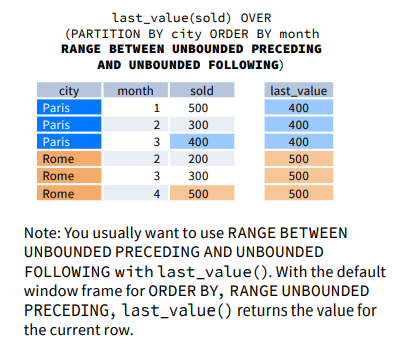 last_value(sold) OVER
(PARTITION BY city ORDER BY month
RANGE BETWEEN UNBOUNDED PRECEDING
AND UNBOUNDED FOLLOWING)
city month sold last_value
Paris 1 500 400
Paris 2 300 400
Paris 3 400 400
Rome 2 200 500
Rome 3 300 500
Rome 4 500 500
Note: You usually want to use RANGE BETWEEN
UNBOUNDED PRECEDING AND UNBOUNDED
FOLLOWING with last_value(). With the default
window frame for ORDER BY, RANGE UNBOUNDED
PRECEDING, last_value() returns the value for
the current row.